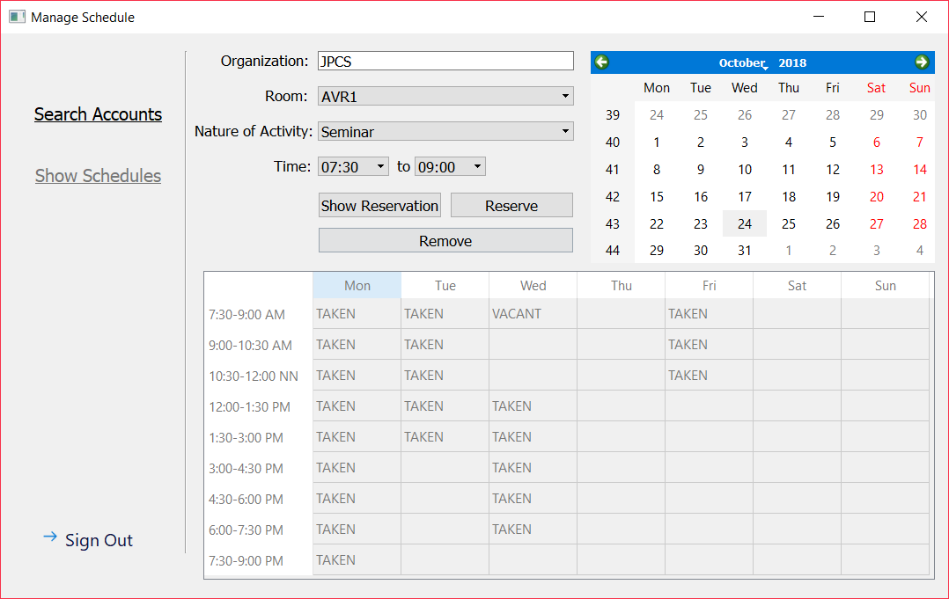 Manage Schedule
Search Accounts
Show Schedules
Sign Out
Organization: JPCS
Room: AVR1
Nature of Activity: Seminar
Time: 07:30 to 09:00
Show Reservation Reserve
Remove
October, 2018
Mon Tue Wed Thu Fri Sat Sun
39 24 25 26 27 28 29 30
40 1 2 3 4 5 6 7
41 8 9 10 11 12 13 14
42 15 16 17 18 19 20 21
43 22 23 24 25 26 27 28
44 29 30 31 1 2 3 4
Mon Tue Wed Thu Fri Sat Sun
7:30-9:00 AM TAKEN TAKEN VACANT TAKEN
9:00-10:30 AM TAKEN TAKEN TAKEN
10:30-12:00 NN TAKEN TAKEN TAKEN
12:00-1:30 PM TAKEN TAKEN TAKEN
1:30-3:00 PM TAKEN TAKEN TAKEN
3:00-4:30 PM TAKEN TAKEN
4:30-6:00 PM TAKEN TAKEN
6:00-7:30 PM TAKEN TAKEN
7:30-9:00 PM TAKEN